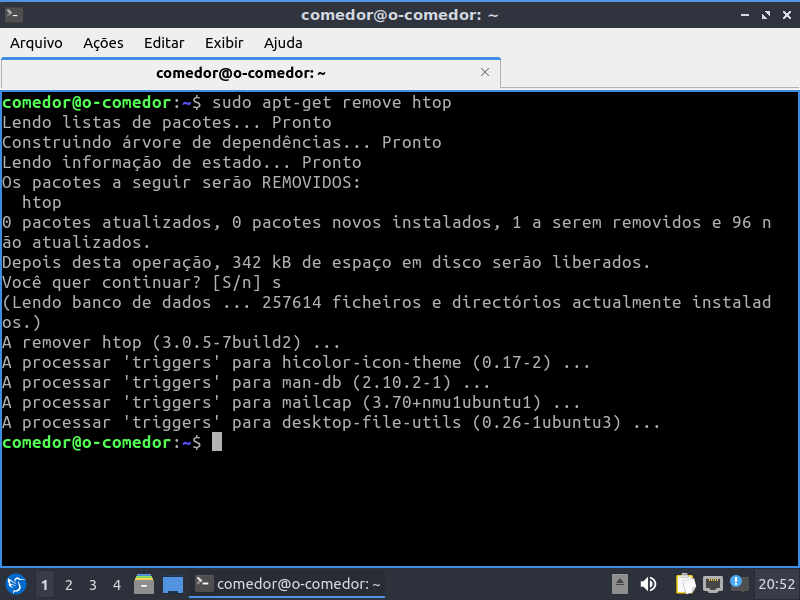 comedor@o-comedor: ~
Arquivo Ações Editar Exibir Ajuda
comedor@o-comedor: ~
comedor@o-comedor:~$ sudo apt-get remove htop
Lendo listas de pacotes... Pronto
Construindo árvore de dependências... Pronto
Lendo informação de estado... Pronto
Os pacotes a seguir serão REMOVIDOS:
  htop
0 pacotes atualizados, 0 pacotes novos instalados, 1 a serem removidos e 96 n
ão atualizados.
Depois desta operação, 342 kB de espaço em disco serão liberados.
Você quer continuar? [S/n] s
(Lendo banco de dados ... 257614 ficheiros e directórios actualmente instalad
os.)
A remover htop (3.0.5-7build2) ...
A processar 'triggers' para hicolor-icon-theme (0.17-2) ...
A processar 'triggers' para man-db (2.10.2-1) ...
A processar 'triggers' para mailcap (3.70+nmu1ubuntu1) ...
A processar 'triggers' para desktop-file-utils (0.26-1ubuntu3) ...
comedor@o-comedor:~$
1 2 3 4 comedor@o-comedor: ~ 20:52